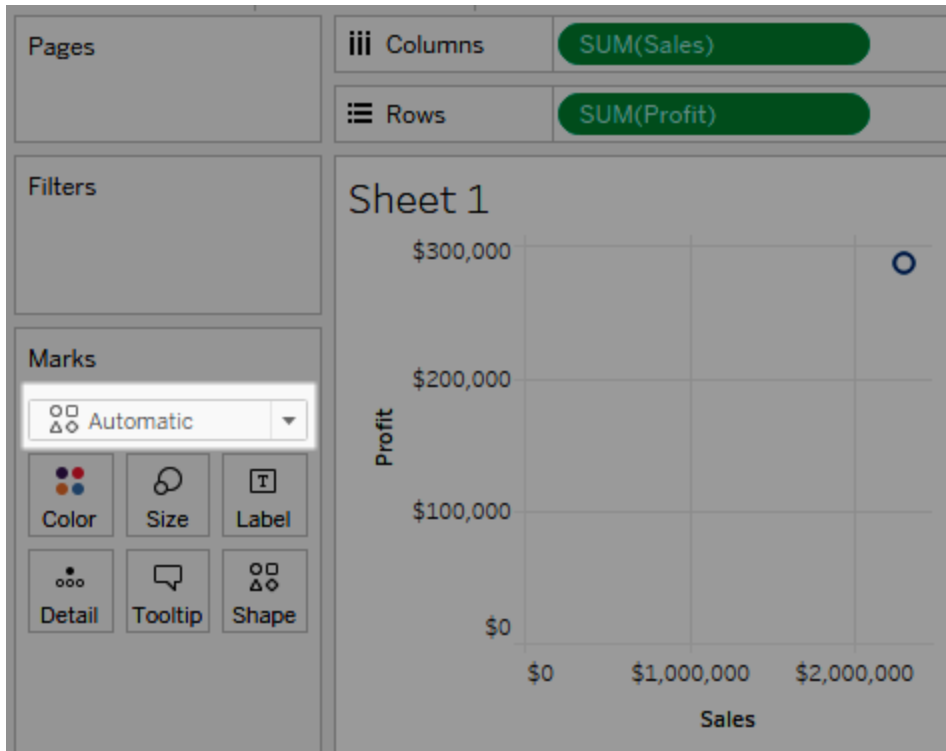 Pages
Columns SUM(Sales)
Rows SUM(Profit)
Filters
Marks
Automatic
Color Size Label
Detail Tooltip Shape
Sheet 1
$300,000
$200,000
$100,000
$0
Profit
$0 $1,000,000 $2,000,000
Sales